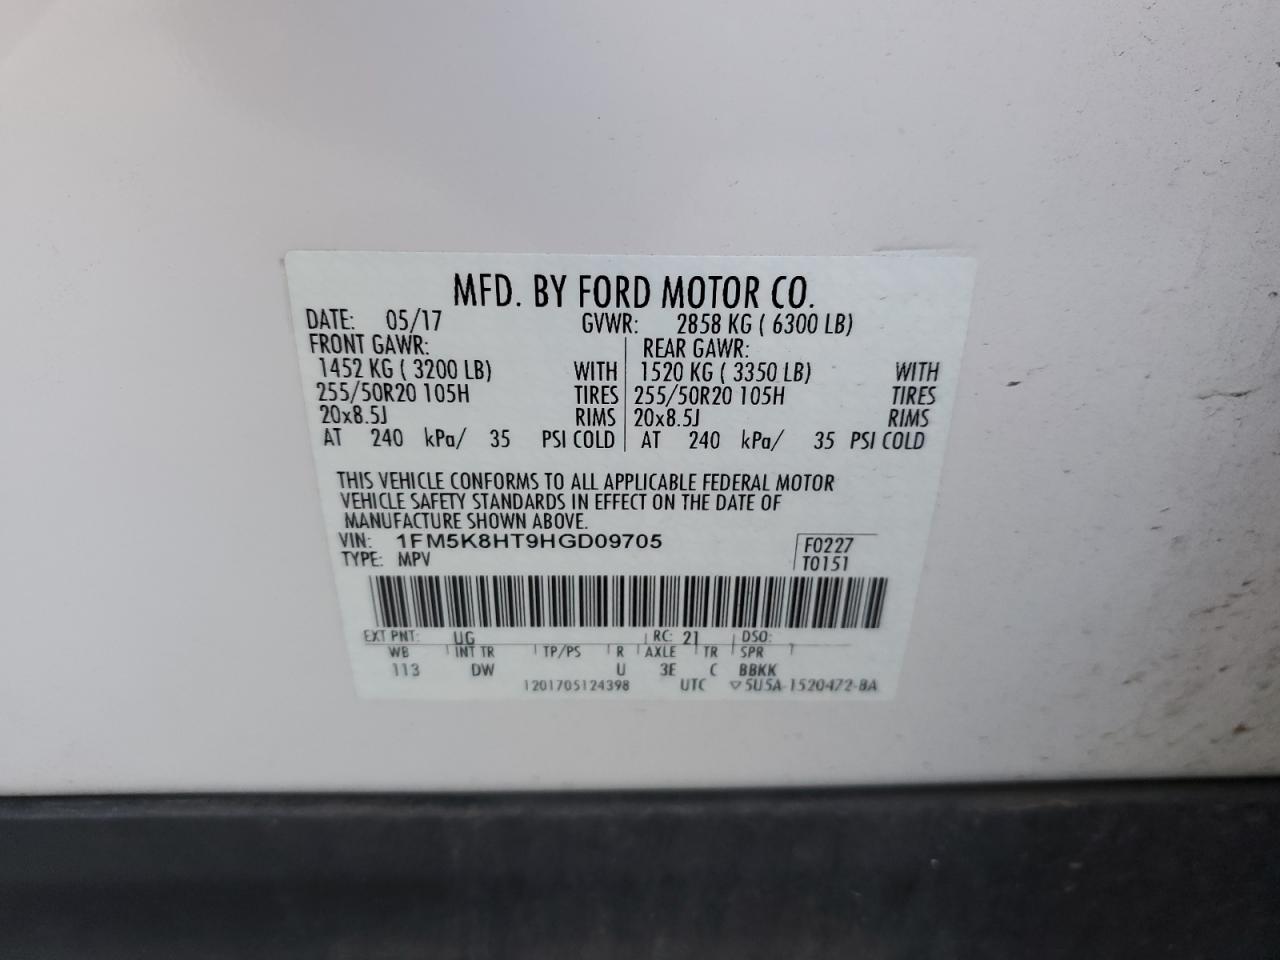 MFD. BY FORD MOTOR CO.
DATE: 05/17 GVWR: 2858 KG ( 6300 LB)
FRONT GAWR: REAR GAWR:
1452 KG ( 3200 LB) WITH 1520 KG ( 3350 LB) WITH
255/50R20 105H TIRES 255/50R20 105H TIRES
20x8.5J RIMS 20x8.5J RIMS
AT 240 kPa/ 35 PSI COLD AT 240 kPa/ 35 PSI COLD
THIS VEHICLE CONFORMS TO ALL APPLICABLE FEDERAL MOTOR
VEHICLE SAFETY STANDARDS IN EFFECT ON THE DATE OF
MANUFACTURE SHOWN ABOVE.
VIN: 1FM5K8HT9HGD09705 F0227
TYPE: MPV T0151
EXT PNT: UG RC: 21 DSO:
WB INT TR TP/PS R AXLE TR SPR
113 DW U 3E C BBKK
1201705124398 UTC ▽5U5A-1520472-BA